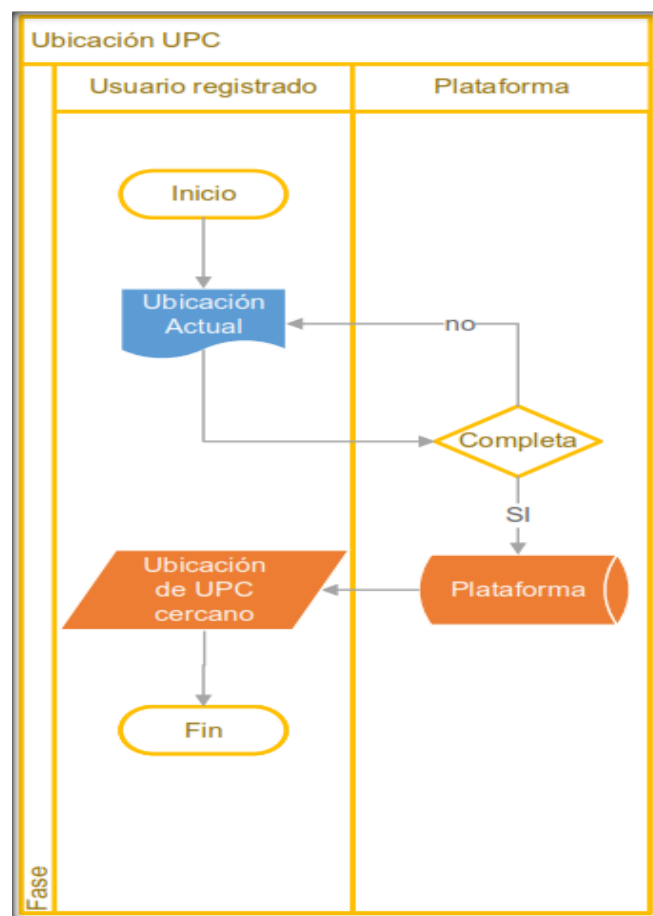 Ubicación UPC
Usuario registrado
Plataforma
Inicio
Ubicación
Actual
no
Completa
SI
Plataforma
Ubicación
de UPC
cercano
Fin
Fase